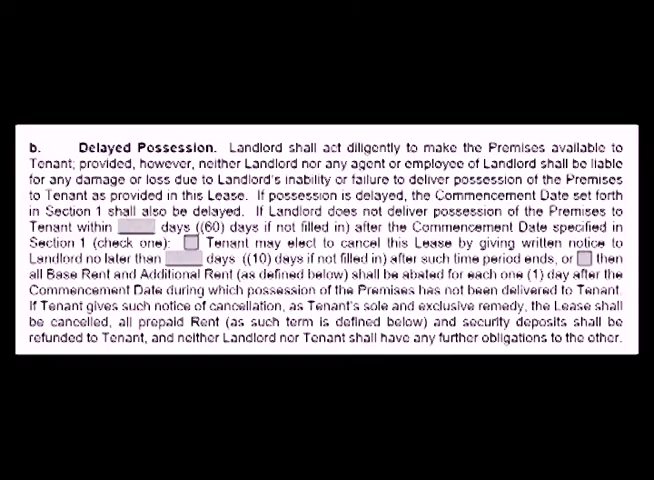 b. Delayed Possession. Landlord shall act diligently to make the Premises available to
Tenant; provided, however, neither Landlord nor any agent or employee of Landlord shall be liable
for any damage or loss due to Landlord's inability or failure to deliver possession of the Premises
to Tenant as provided in this Lease. If possession is delayed, the Commencement Date set forth
in Section 1 shall also be delayed. If Landlord does not deliver possession of the Premises to
Tenant within days ((60) days if not filled in) after the Commencement Date specified in
Section 1 (check one): Tenant may elect to cancel this Lease by giving written notice to
Landlord no later than days ((10) days if not filled in) after such time period ends, or then
all Base Rent and Additional Rent (as defined below) shall be abated for each one (1) day after the
Commencement Date during which possession of the Premises has not been delivered to Tenant.
If Tenant gives such notice of cancellation, as Tenant's sole and exclusive remedy, the Lease shall
be cancelled, all prepaid Rent (as such term is defined below) and security deposits shall be
refunded to Tenant, and neither Landlord nor Tenant shall have any further obligations to the other.